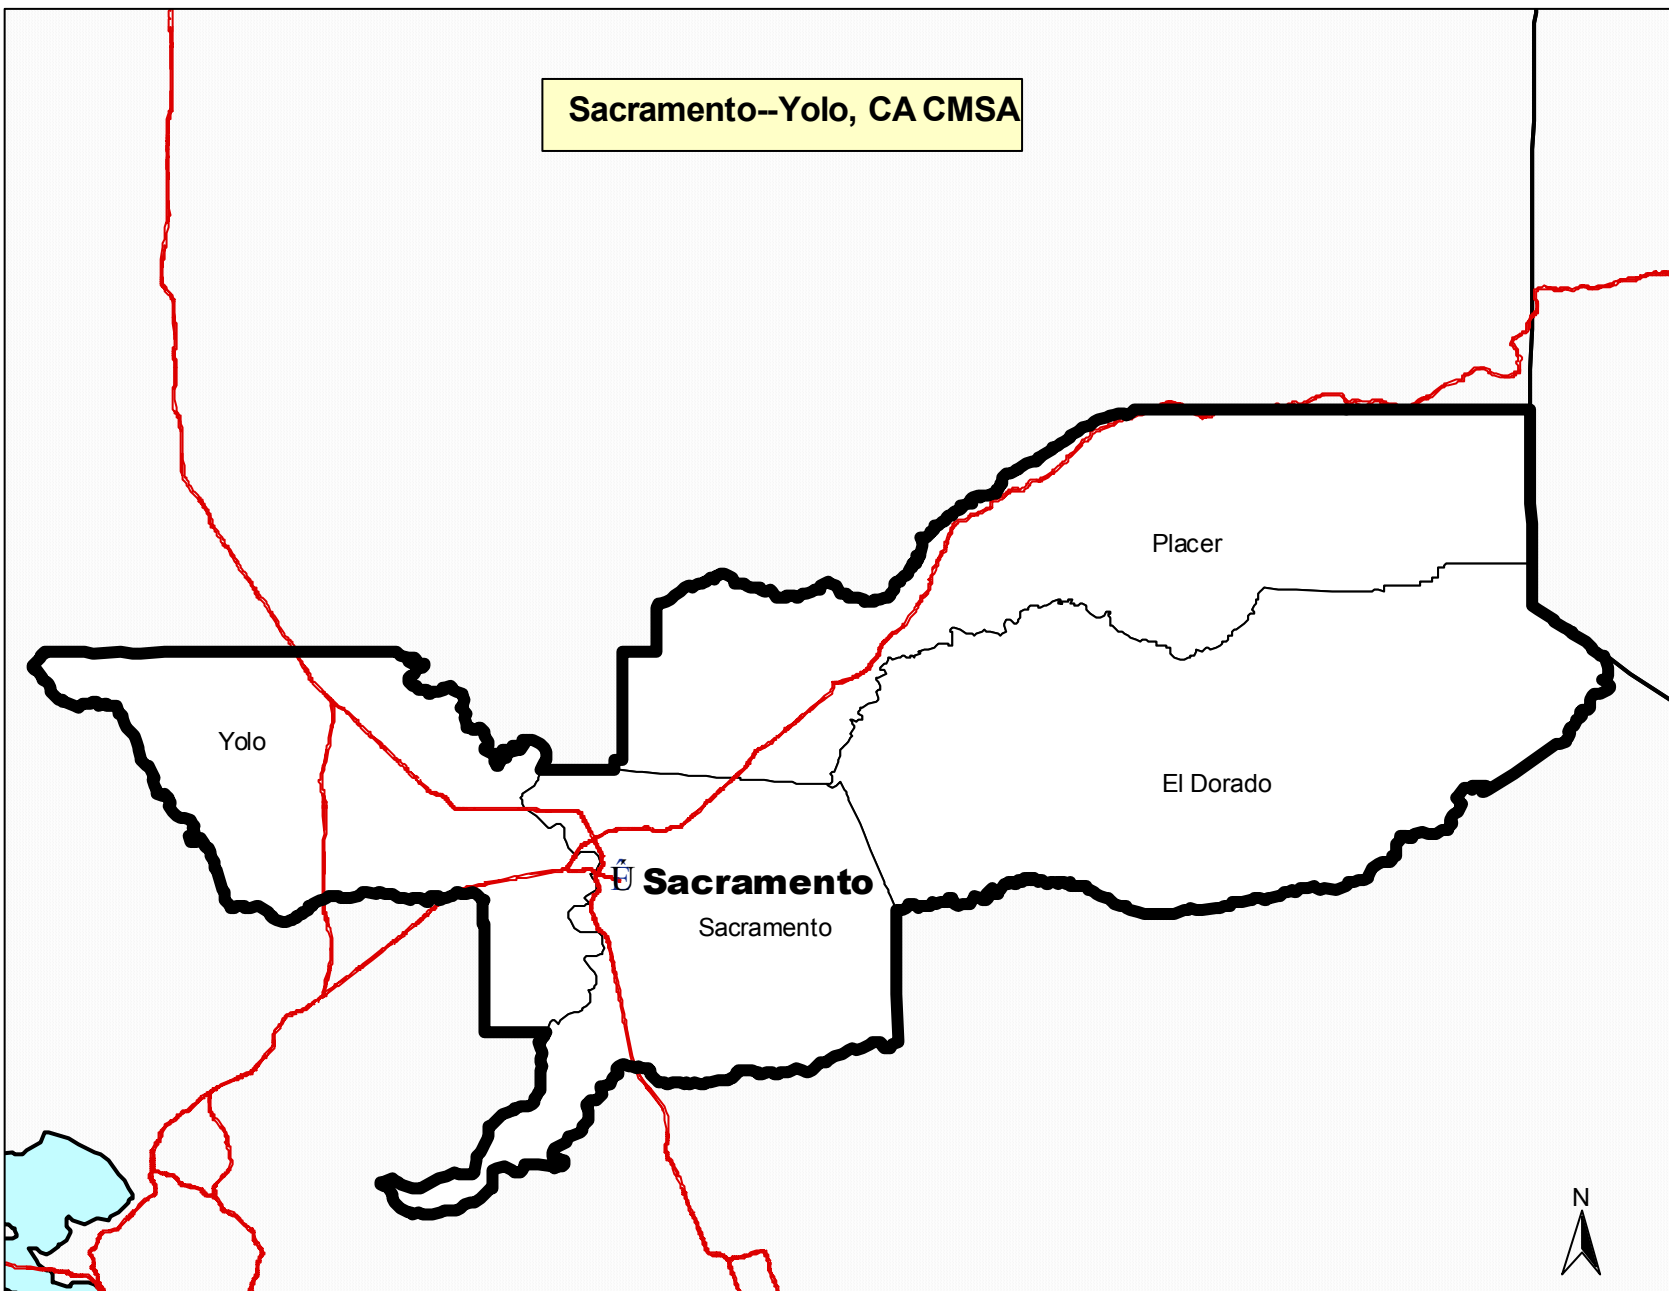 Sacramento--Yolo, CA CMSA
Placer
Yolo
El Dorado
Sacramento
Sacramento
N